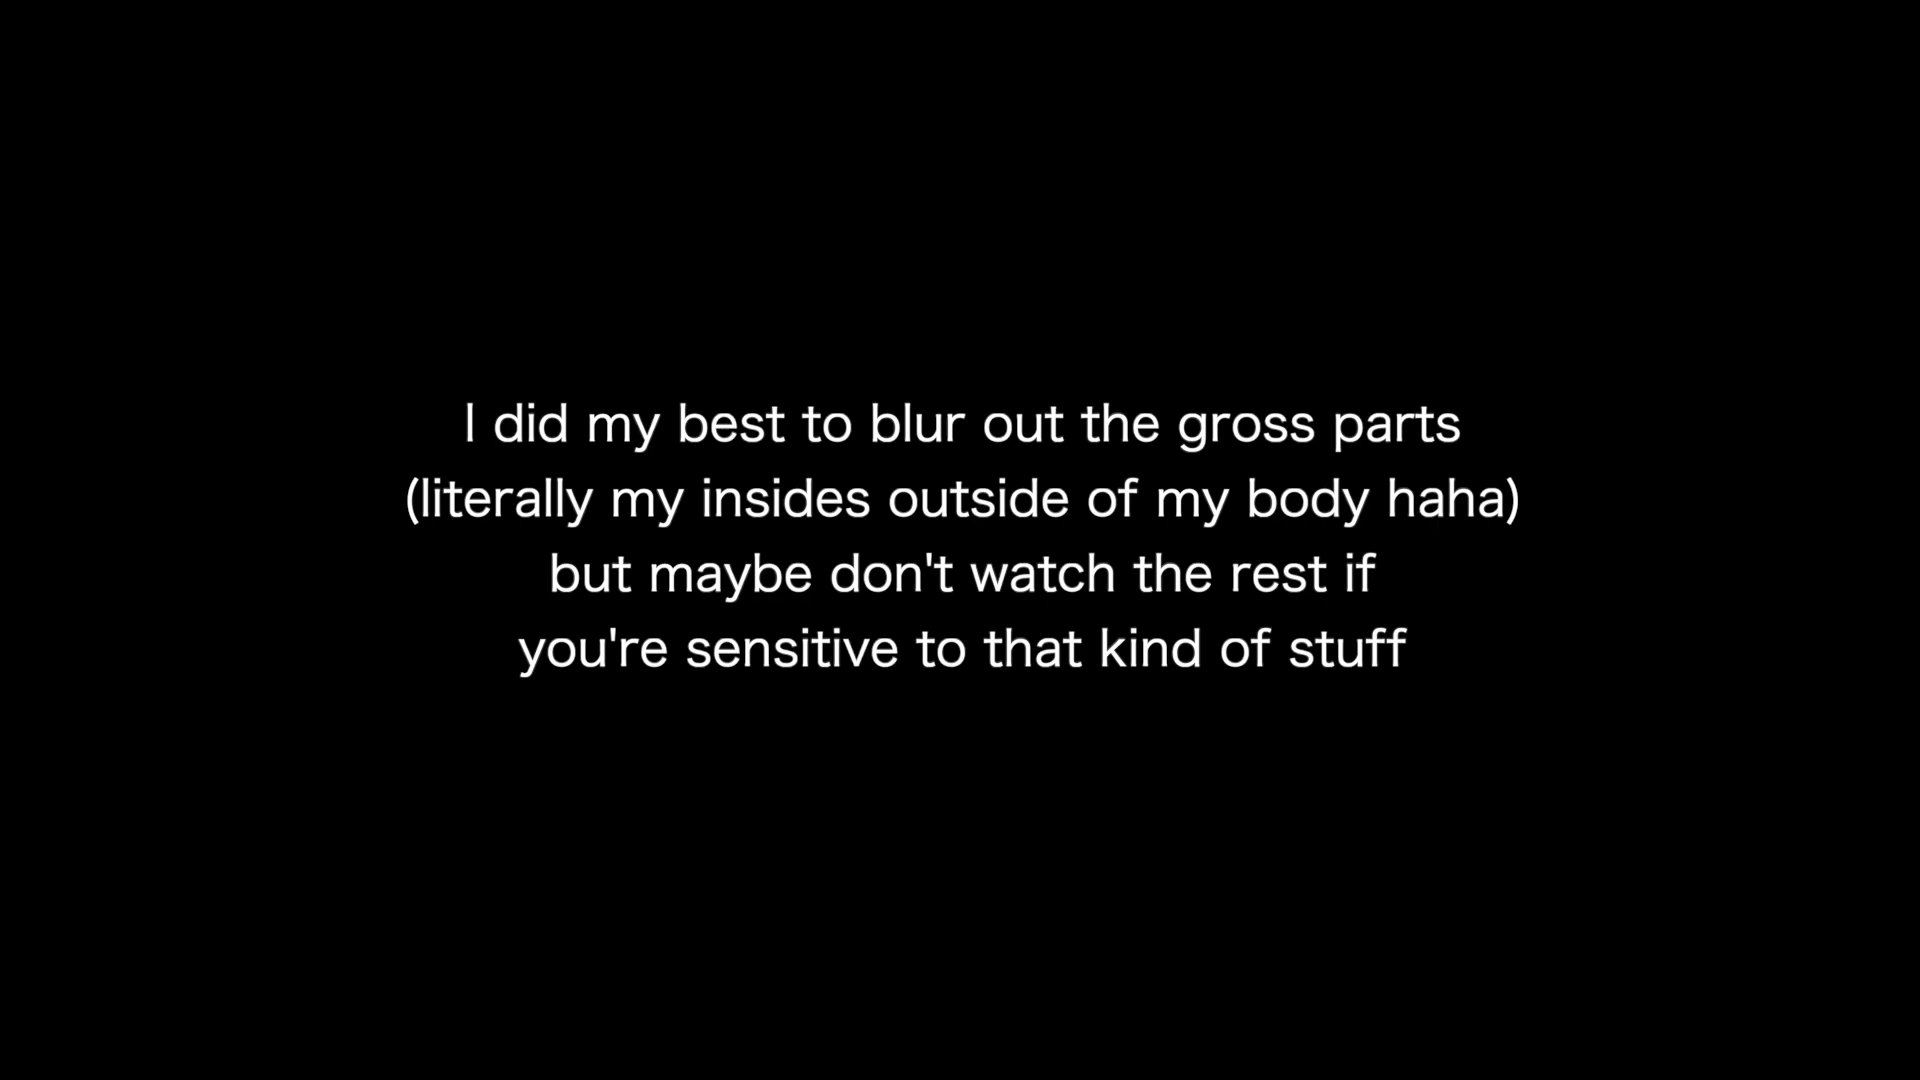 I did my best to blur out the gross parts
(literally my insides outside of my body haha)
but maybe don't watch the rest if
you're sensitive to that kind of stuff